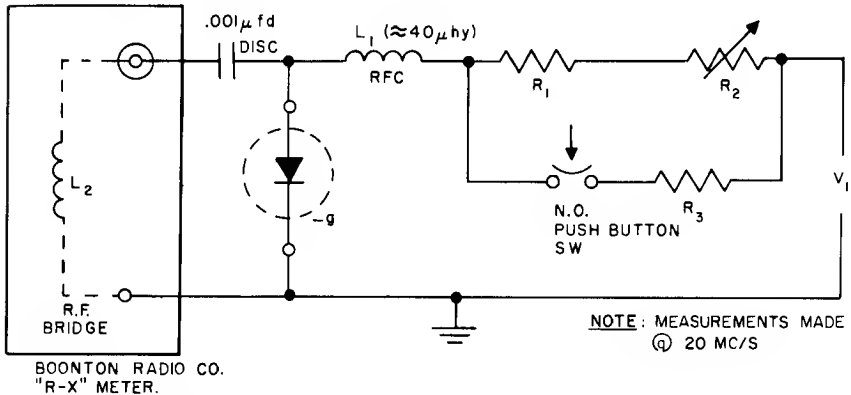 .001µfd
DISC
L1 (≈40µhy)
RFC
R1
R2
L2
-g
N.O.
PUSH BUTTON
SW
R3
V1
R.F.
BRIDGE
NOTE: MEASUREMENTS MADE
@ 20 MC/S
BOONTON RADIO CO.
"R-X" METER.